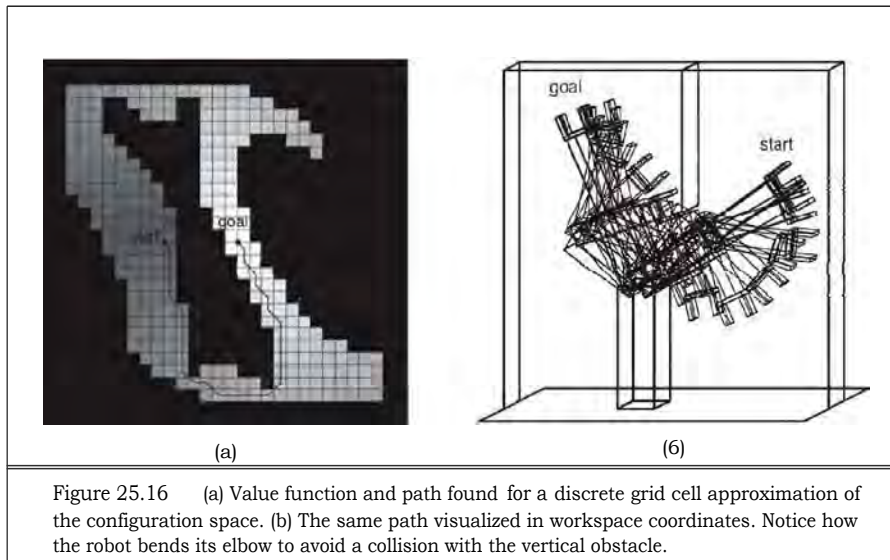 goal
goal
start
(a)
(б)
Figure 25.16 (a) Value function and path found for a discrete grid cell approximation of
the configuration space. (b) The same path visualized in workspace coordinates. Notice how
the robot bends its elbow to avoid a collision with the vertical obstacle.